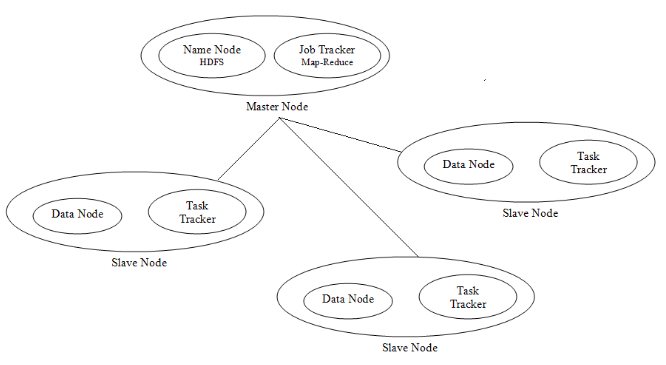 Name Node
HDFS
Job Tracker
Map-Reduce
Master Node
Data Node
Task
Tracker
Slave Node
Data Node
Task
Tracker
Slave Node
Data Node
Task
Tracker
Slave Node